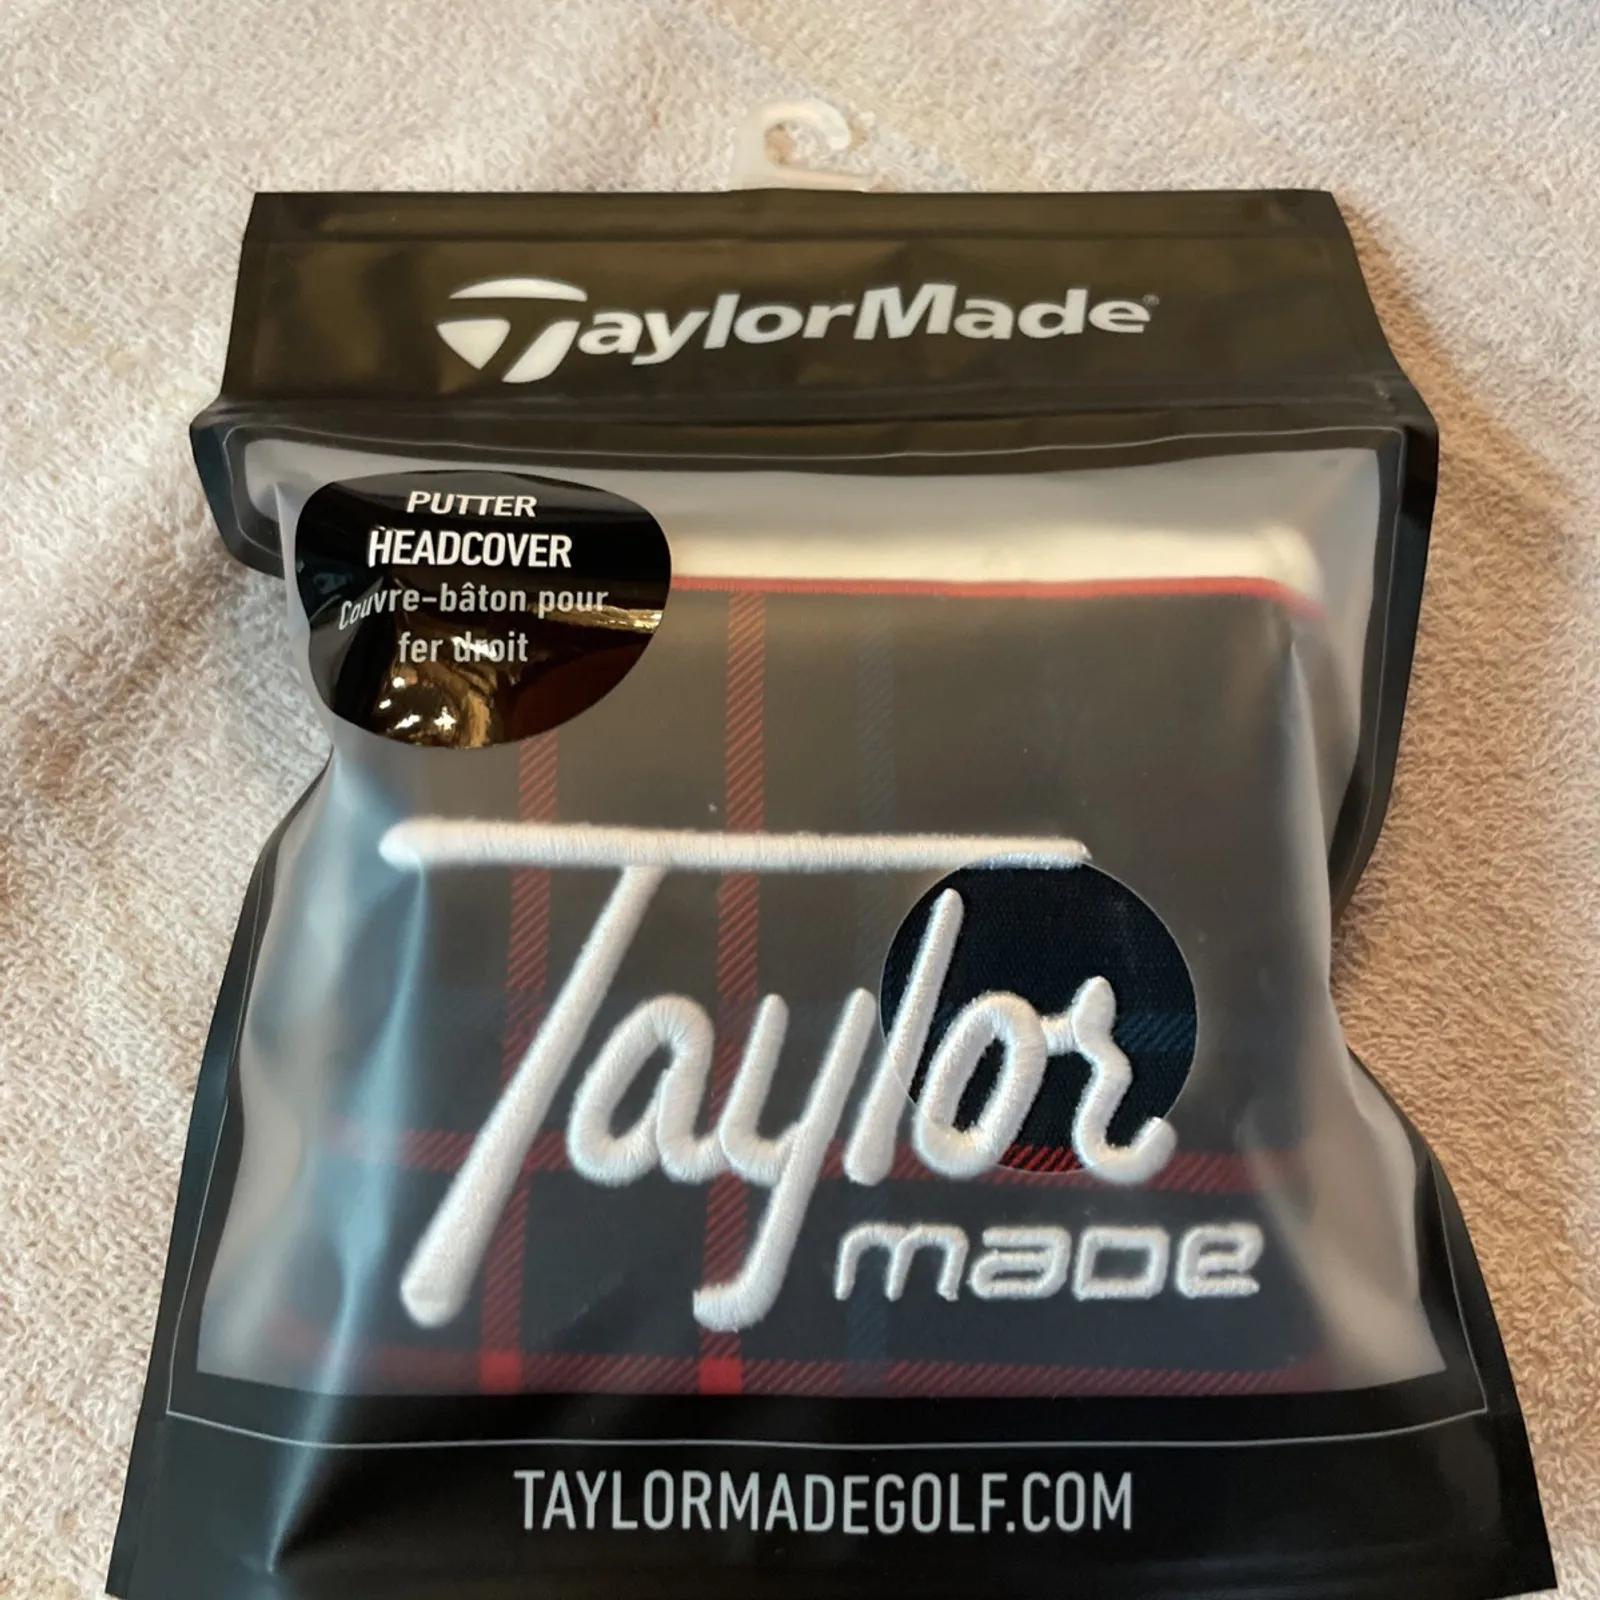 TaylorMade®
PUTTER
HEADCOVER
Couvre-bâton pour
fer droit
Taylor
made
TAYLORMADEGOLF.COM